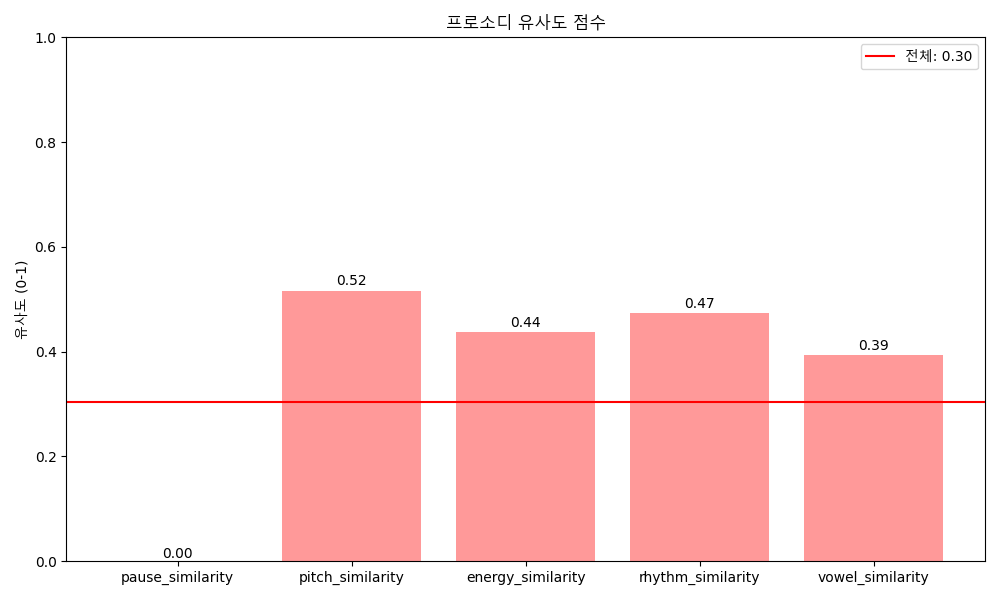 프로소디 유사도 점수
전체: 0.30
유사도 (0-1)
1.0
0.8
0.6
0.4
0.2
0.0
0.00
0.52
0.44
0.47
0.39
pause_similarity
pitch_similarity
energy_similarity
rhythm_similarity
vowel_similarity